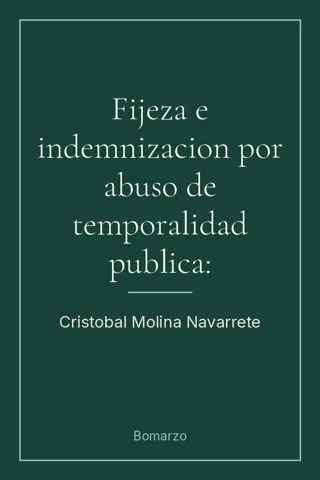 Fijeza e
indemnizacion por
abuso de
temporalidad
publica:
Cristobal Molina Navarrete
Bomarzo